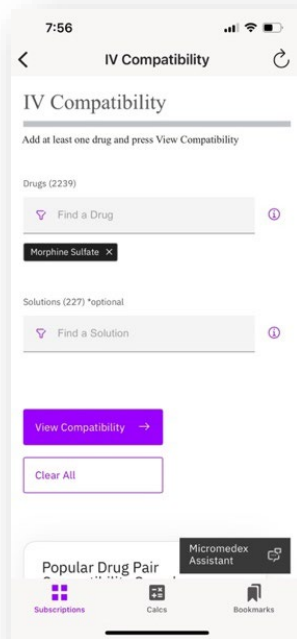 7:56
IV Compatibility
IV Compatibility
Add at least one drug and press View Compatibility
Drugs (2239)
Find a Drug
Morphine Sulfate ×
Solutions (227) *optional
Find a Solution
View Compatibility →
Clear All
Popular Drug Pair
Micromedex
Assistant
Subscriptions
Calcs
Bookmarks